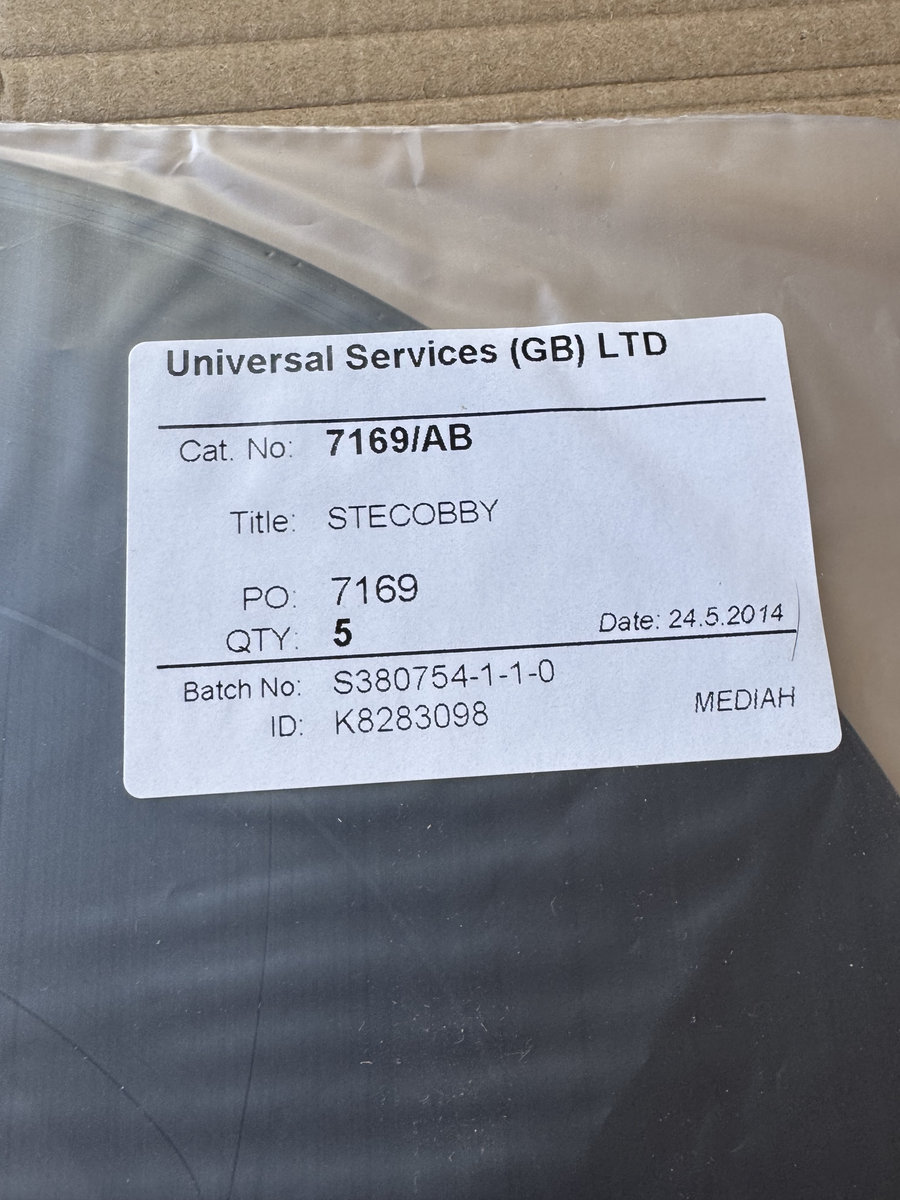 Universal Services (GB) LTD
Cat. No: 7169/AB
Title: STECOBBY
PO: 7169
QTY: 5 Date: 24.5.2014
Batch No: S380754-1-1-0
ID: K8283098 MEDIAH